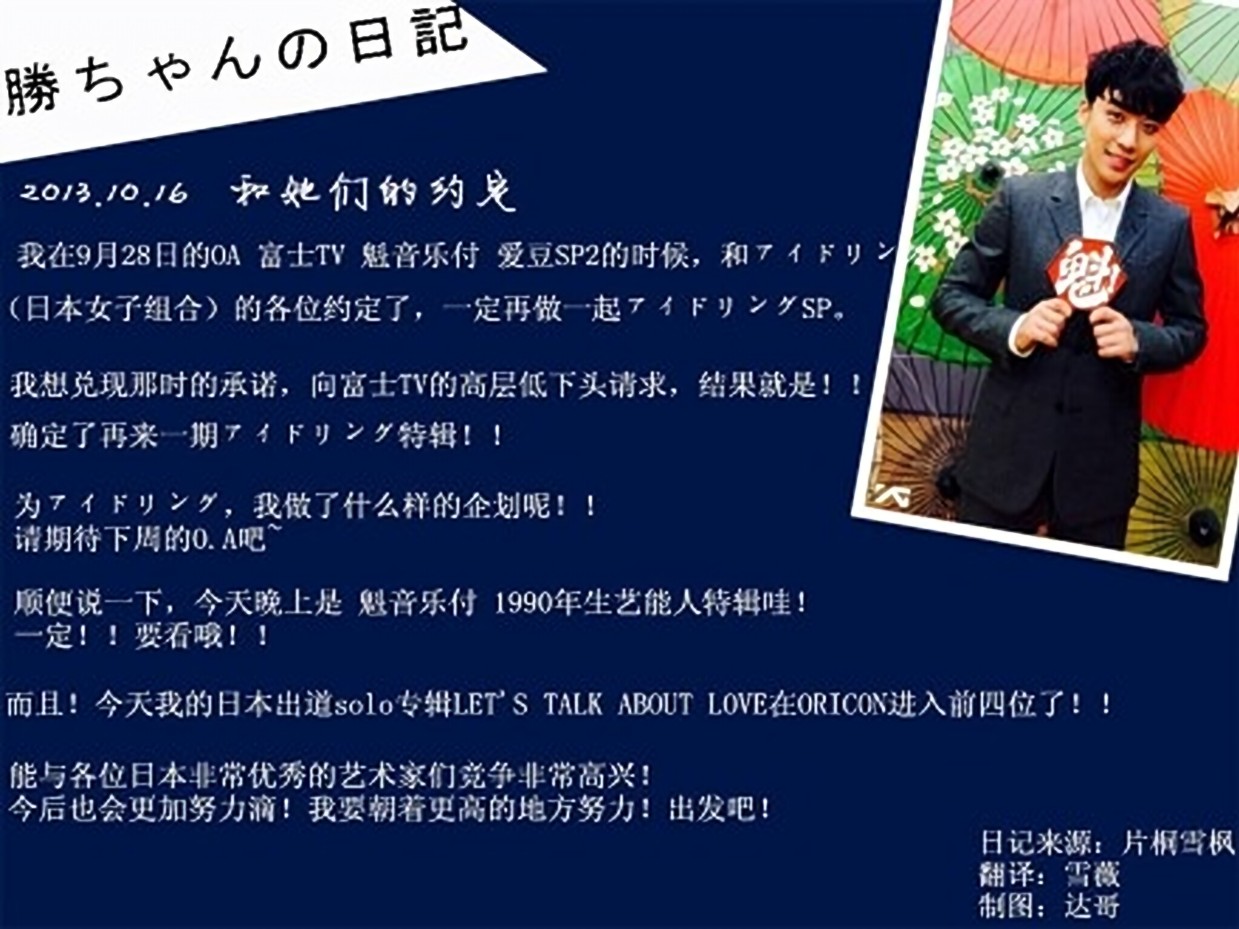 勝ちゃんの日記
2013.10.16 和她们的约定
我在9月28日的OA 富士TV 魁音乐付 爱豆SP2的时候，和アイドリング
（日本女子组合）的各位约定了，一定再做一起アイドリングSP。
我想兑现那时的承诺，向富士TV的高层低下头请求，结果就是！！
确定了再来一期アイドリング特辑！！
为アイドリング，我做了什么样的企划呢！！
请期待下周的O.A吧~
顺便说一下，今天晚上是 魁音乐付 1990年生艺能人特辑哇！
一定！！要看哦！！
而且！今天我的日本出道solo专辑LET'S TALK ABOUT LOVE在ORICON进入前四位了！！
能与各位日本非常优秀的艺术家们竞争非常高兴！
今后也会更加努力滴！我要朝着更高的地方努力！出发吧！
魁!
日记来源：片桐雪枫
翻译：雪薇
制图：达哥